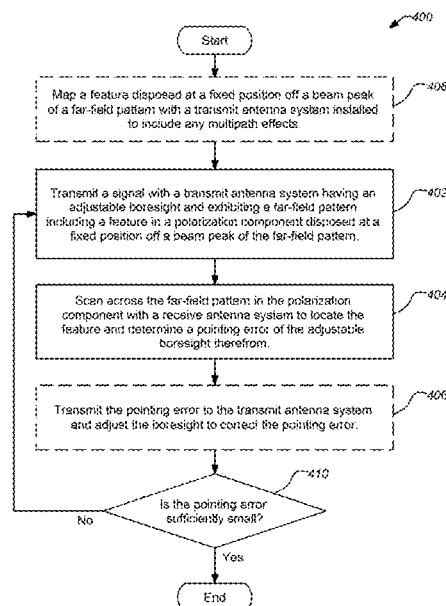 400
Start
Map a feature disposed at a fixed position off a beam peak
of a far-field pattern with a transmit antenna system installed
to include any multipath effects.
408
Transmit a signal with a transmit antenna system having an
adjustable boresight and exhibiting a far-field pattern
including a feature in a polarization component disposed at a
fixed position off a beam peak of the far-field pattern.
402
Scan across the far-field pattern in the polarization
component with a receive antenna system to locate the
feature and determine a pointing error of the adjustable
boresight therefrom.
404
Transmit the pointing error to the transmit antenna system
and adjust the boresight to correct the pointing error.
406
410
Is the pointing error
sufficiently small?
No
Yes
End